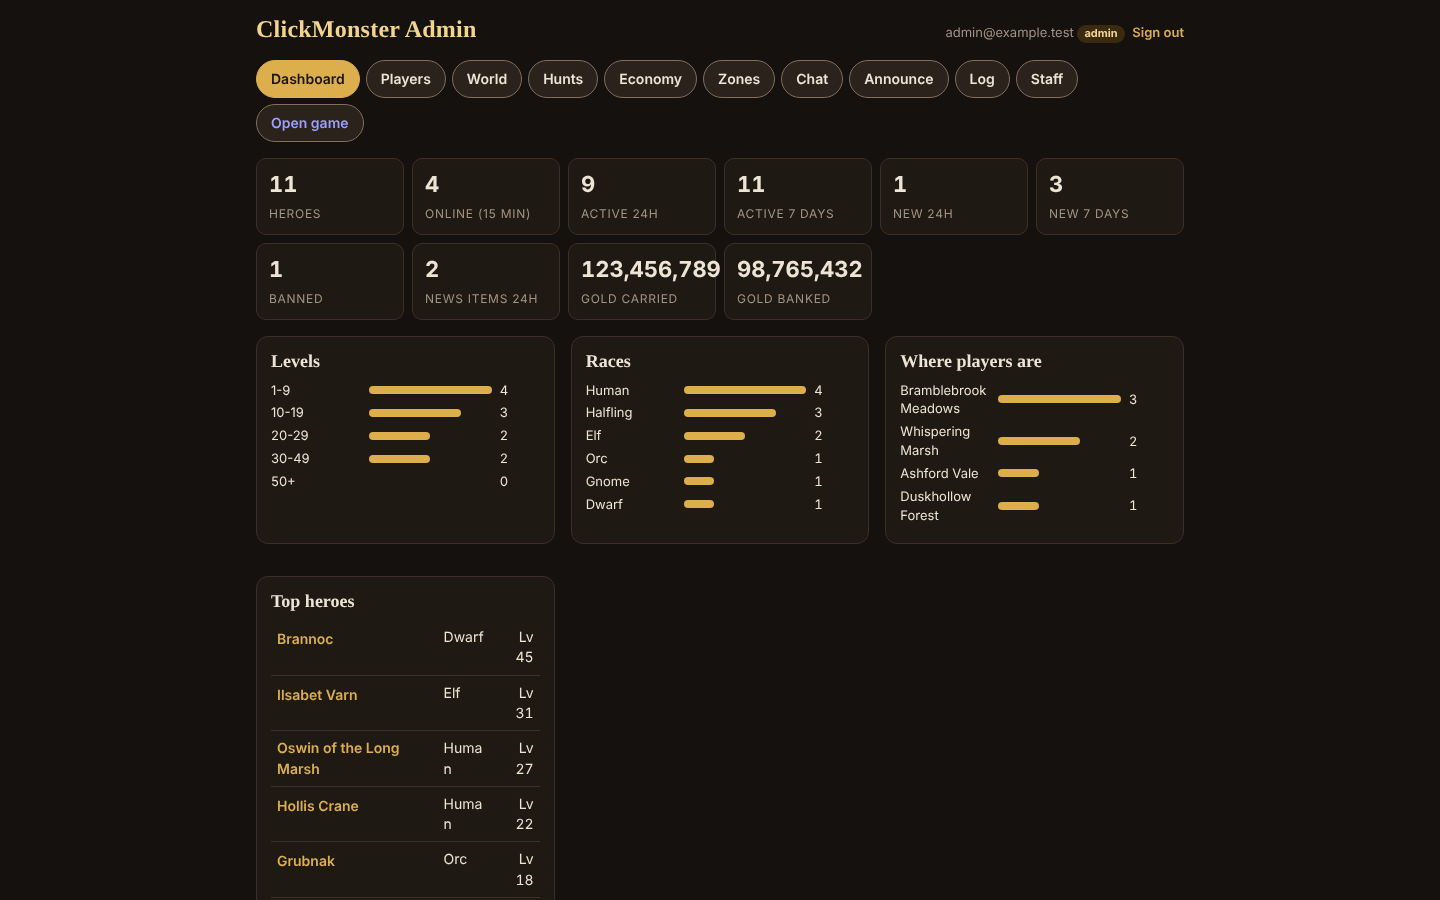 ClickMonster Admin
admin@example.test admin Sign out
Dashboard Players World Hunts Economy Zones Chat Announce Log Staff
Open game
11 4 9 11 1 3
HEROES ONLINE (15 MIN) ACTIVE 24H ACTIVE 7 DAYS NEW 24H NEW 7 DAYS
1 2 123,456,789 98,765,432
BANNED NEWS ITEMS 24H GOLD CARRIED GOLD BANKED
Levels
1-9 4
10-19 3
20-29 2
30-49 2
50+ 0
Races
Human 4
Halfling 3
Elf 2
Orc 1
Gnome 1
Dwarf 1
Where players are
Bramblebrook
Meadows 3
Whispering
Marsh 2
Ashford Vale 1
Duskhollow
Forest 1
Top heroes
Brannoc Dwarf Lv
45
Ilsabet Varn Elf Lv
31
Oswin of the Long Huma Lv
Marsh n 27
Hollis Crane Huma Lv
n 22
Grubnak Orc Lv
18